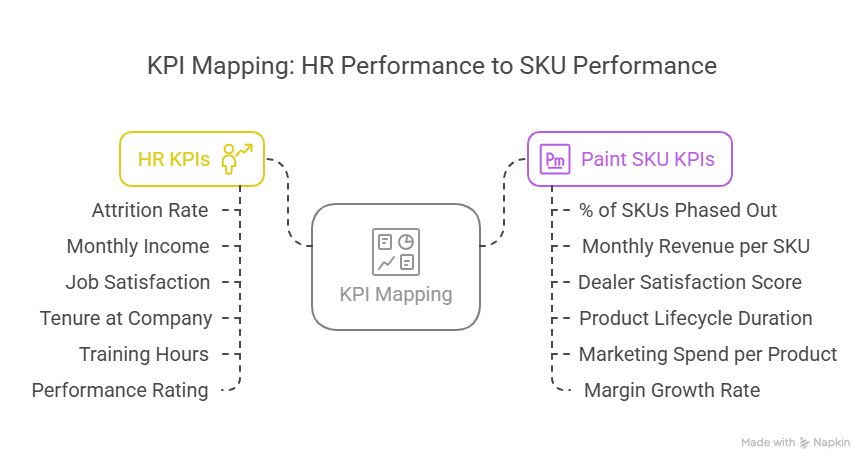 KPI Mapping: HR Performance to SKU Performance
HR KPIs
Attrition Rate
Monthly Income
Job Satisfaction
Tenure at Company
Training Hours
Performance Rating
KPI Mapping
Pm
Paint SKU KPIs
% of SKUs Phased Out
Monthly Revenue per SKU
Dealer Satisfaction Score
Product Lifecycle Duration
Marketing Spend per Product
Margin Growth Rate
Made with Napkin